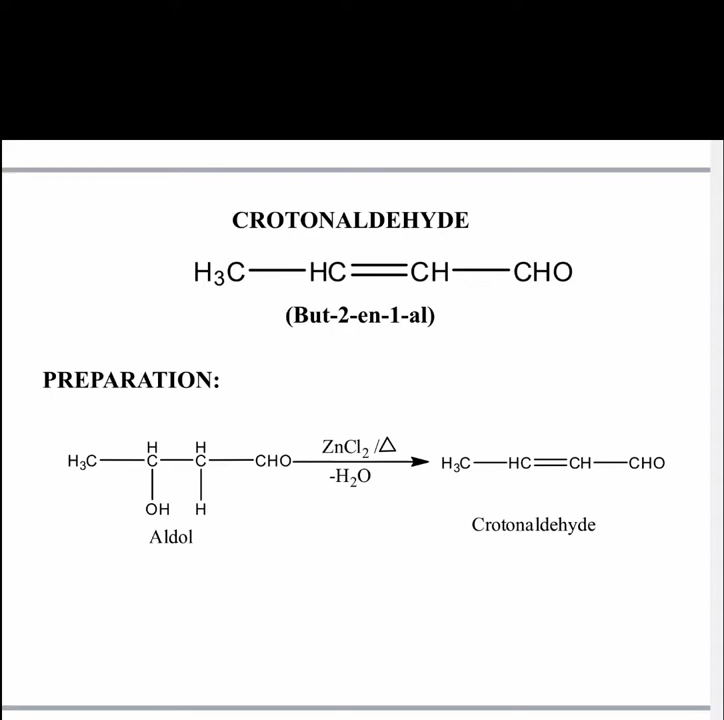 CROTONALDEHYDE
H₃C—HC=CH—CHO
(But-2-en-1-al)
PREPARATION:
H H
H₃C—C—C—CHO ZnCl₂ /△ H₃C—HC=CH—CHO
-H₂O
OH H
Aldol Crotonaldehyde